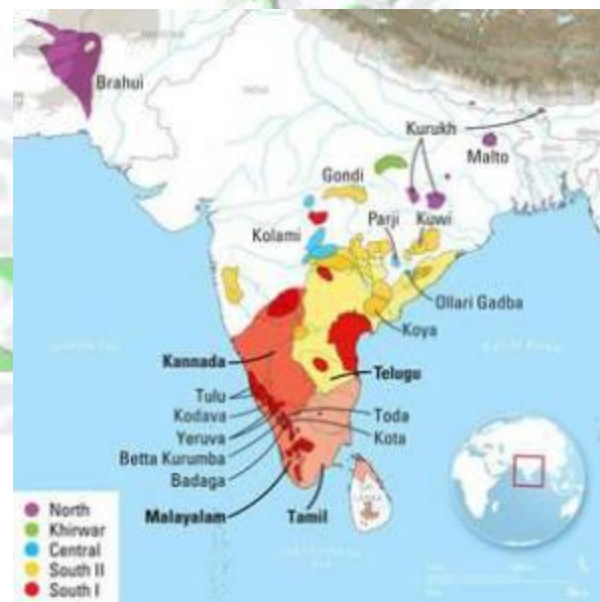 Brahui
Kurukh
Malto
Gondi
Parji
Kuwi
Kolami
Ollari Gadba
Koya
Kannada
Telugu
Tulu
Kodava
Toda
Yeruva
Kota
Betta Kurumba
Badaga
Malayalam
Tamil
North
Khirwar
Central
South II
South I